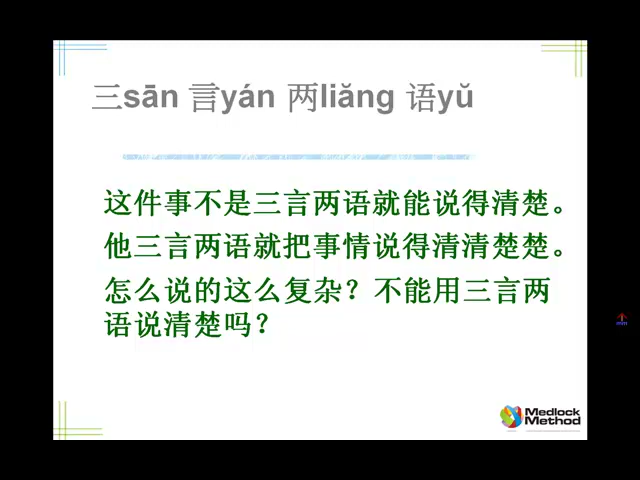 三sān 言yán 两liăng 语yŭ
这件事不是三言两语就能说得清楚。
他三言两语就把事情说得清清楚楚。
怎么说的这么复杂？不能用三言两
语说清楚吗？
Medlock
Method